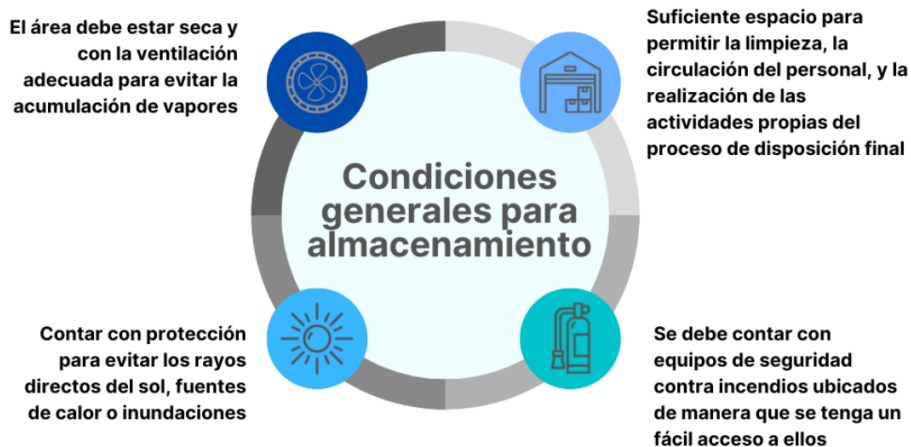 El área debe estar seca y
con la ventilación
adecuada para evitar la
acumulación de vapores
Suficiente espacio para
permitir la limpieza, la
circulación del personal, y la
realización de las
actividades propias del
proceso de disposición final
Condiciones
generales para
almacenamiento
Contar con protección
para evitar los rayos
directos del sol, fuentes
de calor o inundaciones
Se debe contar con
equipos de seguridad
contra incendios ubicados
de manera que se tenga un
fácil acceso a ellos